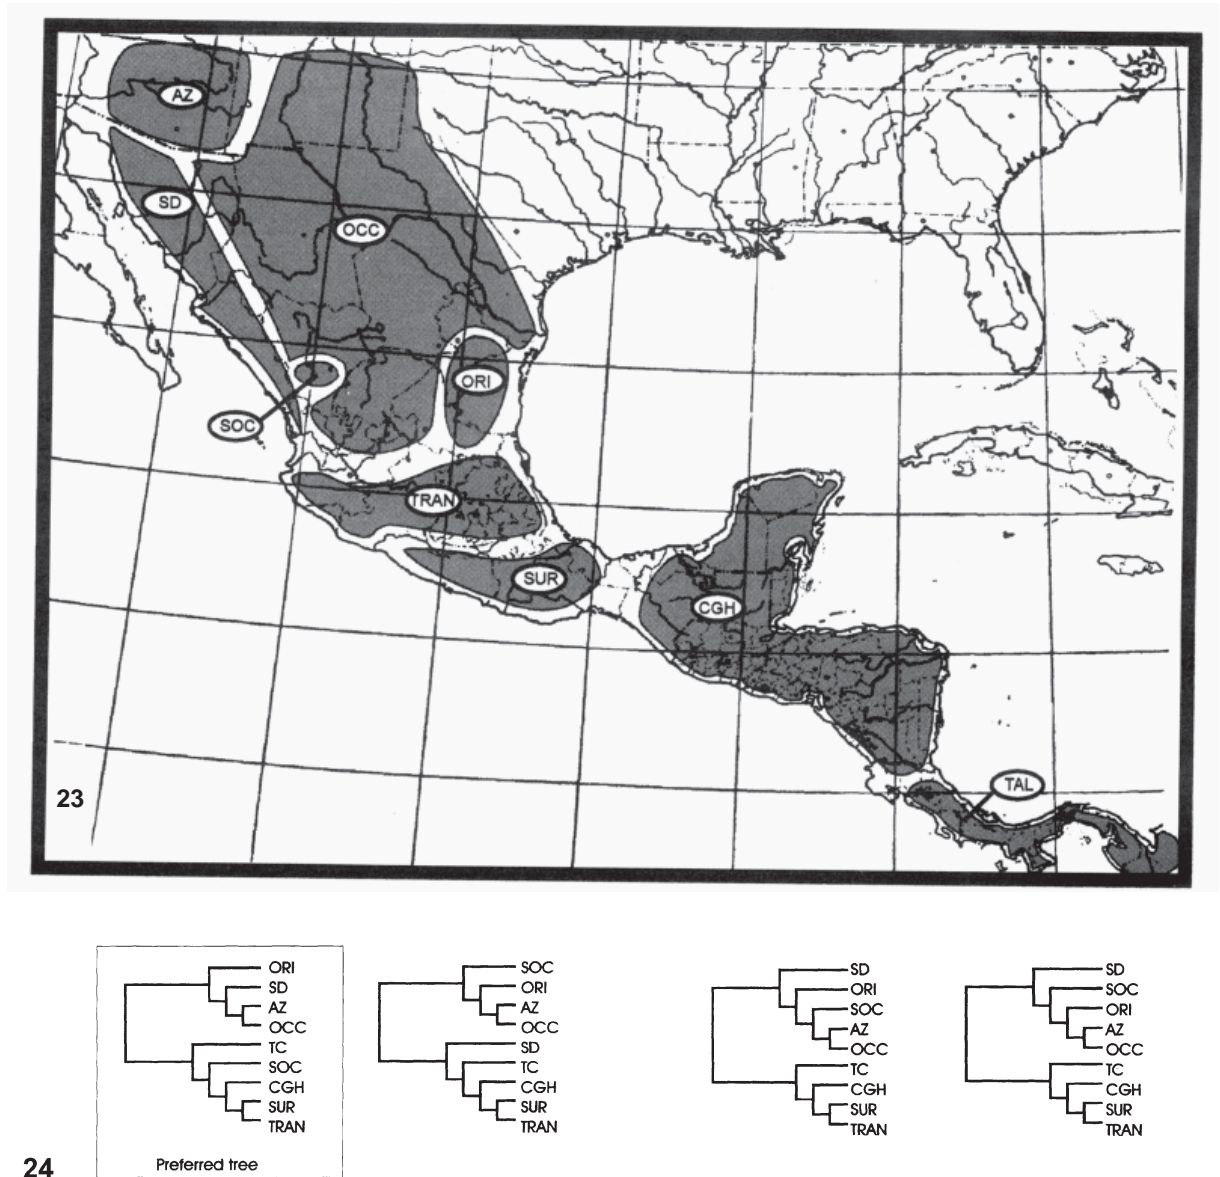 AZ
SD
OCC
ORI
SOC
TRAN
SUR
CGH
TAL
23
ORI
SD
AZ
OCC
TC
SOC
CGH
SUR
TRAN
Preferred tree
SOC
ORI
AZ
OCC
SD
TC
CGH
SUR
TRAN
SD
ORI
SOC
AZ
OCC
TC
CGH
SUR
TRAN
SD
SOC
ORI
AZ
OCC
TC
CGH
SUR
TRAN
24